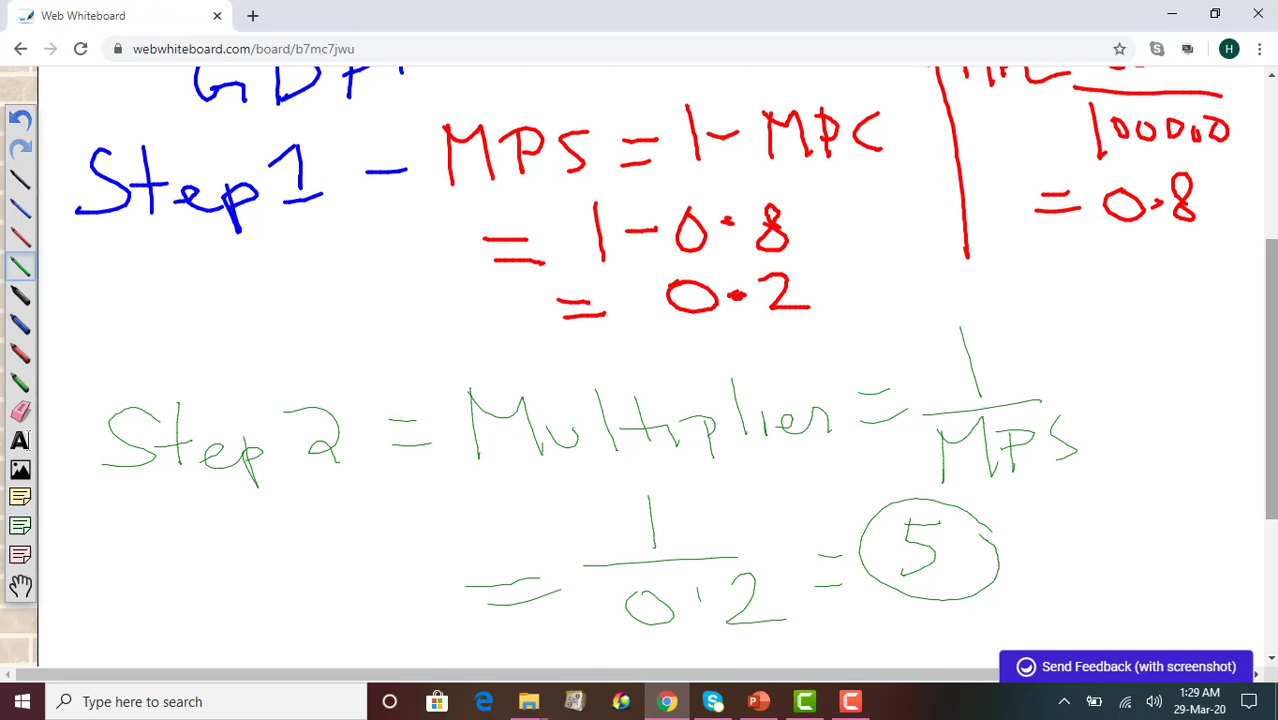 Web Whiteboard
webwhiteboard.com/board/b7mc7jwu
H
GDP
MPC
100000
= 0.8
Step 1 - MPS = 1 - MPC
= 1 - 0.8
= 0.2
Step 2 = Multiplier = 1
MPS
= 1
0.2
= 5
A
Send Feedback (with screenshot)
Type here to search
1:29 AM
29-Mar-20